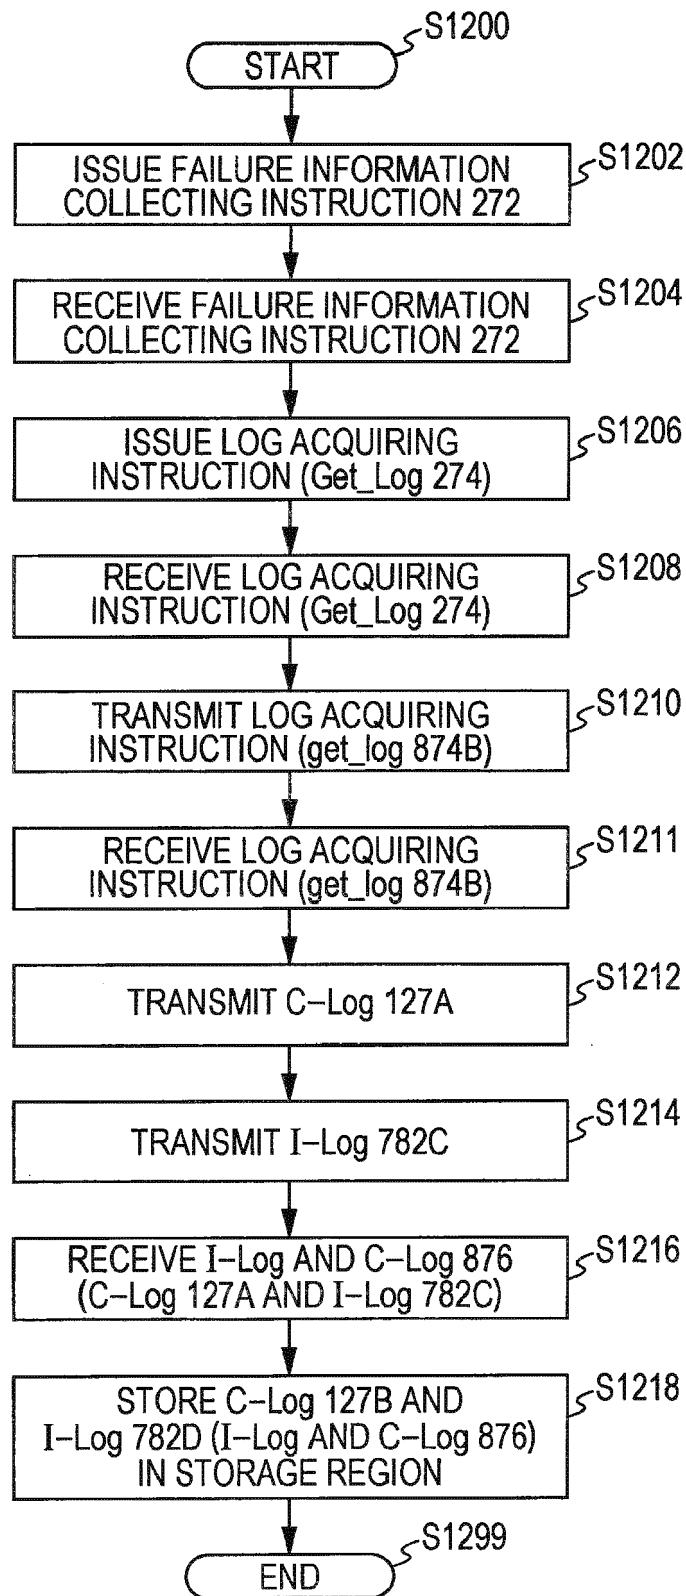 S1200
START
S1202
ISSUE FAILURE INFORMATION
COLLECTING INSTRUCTION 272
S1204
RECEIVE FAILURE INFORMATION
COLLECTING INSTRUCTION 272
S1206
ISSUE LOG ACQUIRING
INSTRUCTION (Get_Log 274)
S1208
RECEIVE LOG ACQUIRING
INSTRUCTION (Get_Log 274)
S1210
TRANSMIT LOG ACQUIRING
INSTRUCTION (get_log 874B)
S1211
RECEIVE LOG ACQUIRING
INSTRUCTION (get_log 874B)
S1212
TRANSMIT C-Log 127A
S1214
TRANSMIT I-Log 782C
S1216
RECEIVE I-Log AND C-Log 876
(C-Log 127A AND I-Log 782C)
S1218
STORE C-Log 127B AND
I-Log 782D (I-Log AND C-Log 876)
IN STORAGE REGION
S1299
END